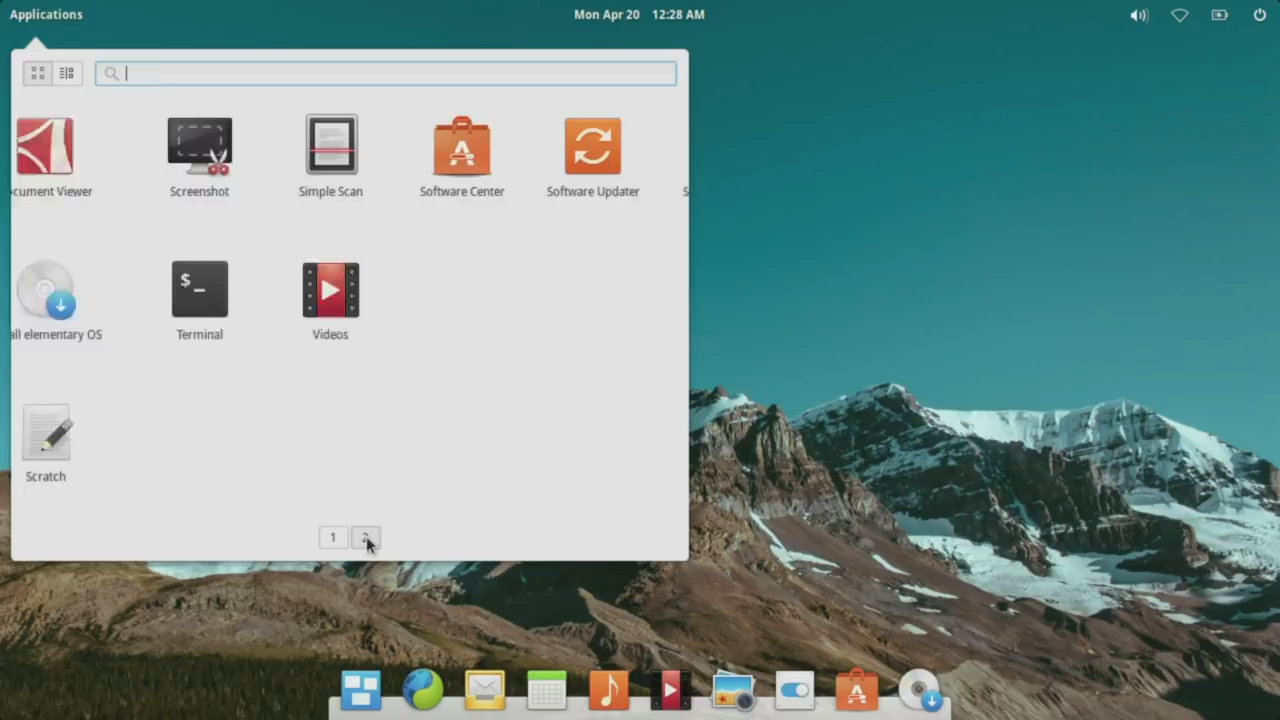 Applications
Mon Apr 20 12:28 AM
cument Viewer
Screenshot
Simple Scan
Software Center
Software Updater
S
all elementary OS
$_
Terminal
Videos
Scratch
1
2